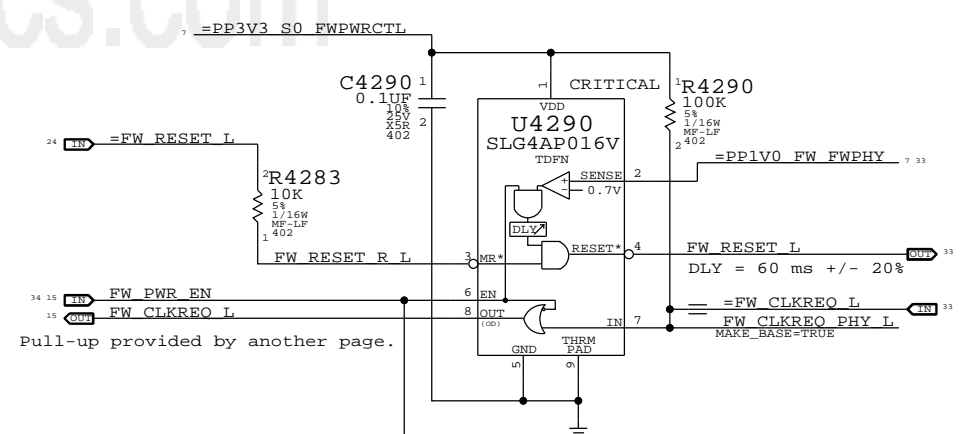 cs.com
7 =PP3V3_S0_FWPWRCTL
C4290 1
0.1UF
10%
25V
X5R 2
402
CRITICAL
1
VDD
U4290
SLG4AP016V
TDFN
1 R4290
100K
5%
1/16W
MF-LF
2 402
24 IN =FW_RESET_L
2 R4283
10K
5%
1/16W
MF-LF
402
1
SENSE 2
+
- 0.7V
=PP1V0_FW_FWPHY 7 33
DLY
FW_RESET_R_L 3 MR*
RESET* 4 FW_RESET_L OUT 33
DLY = 60 ms +/- 20%
34 15 IN FW_PWR_EN 6 EN
15 OUT FW_CLKREQ_L 8 OUT
(OD)
Pull-up provided by another page.
=FW_CLKREQ_L IN 33
IN 7 FW_CLKREQ_PHY_L
MAKE_BASE=TRUE
GND
THRM
PAD
5
9